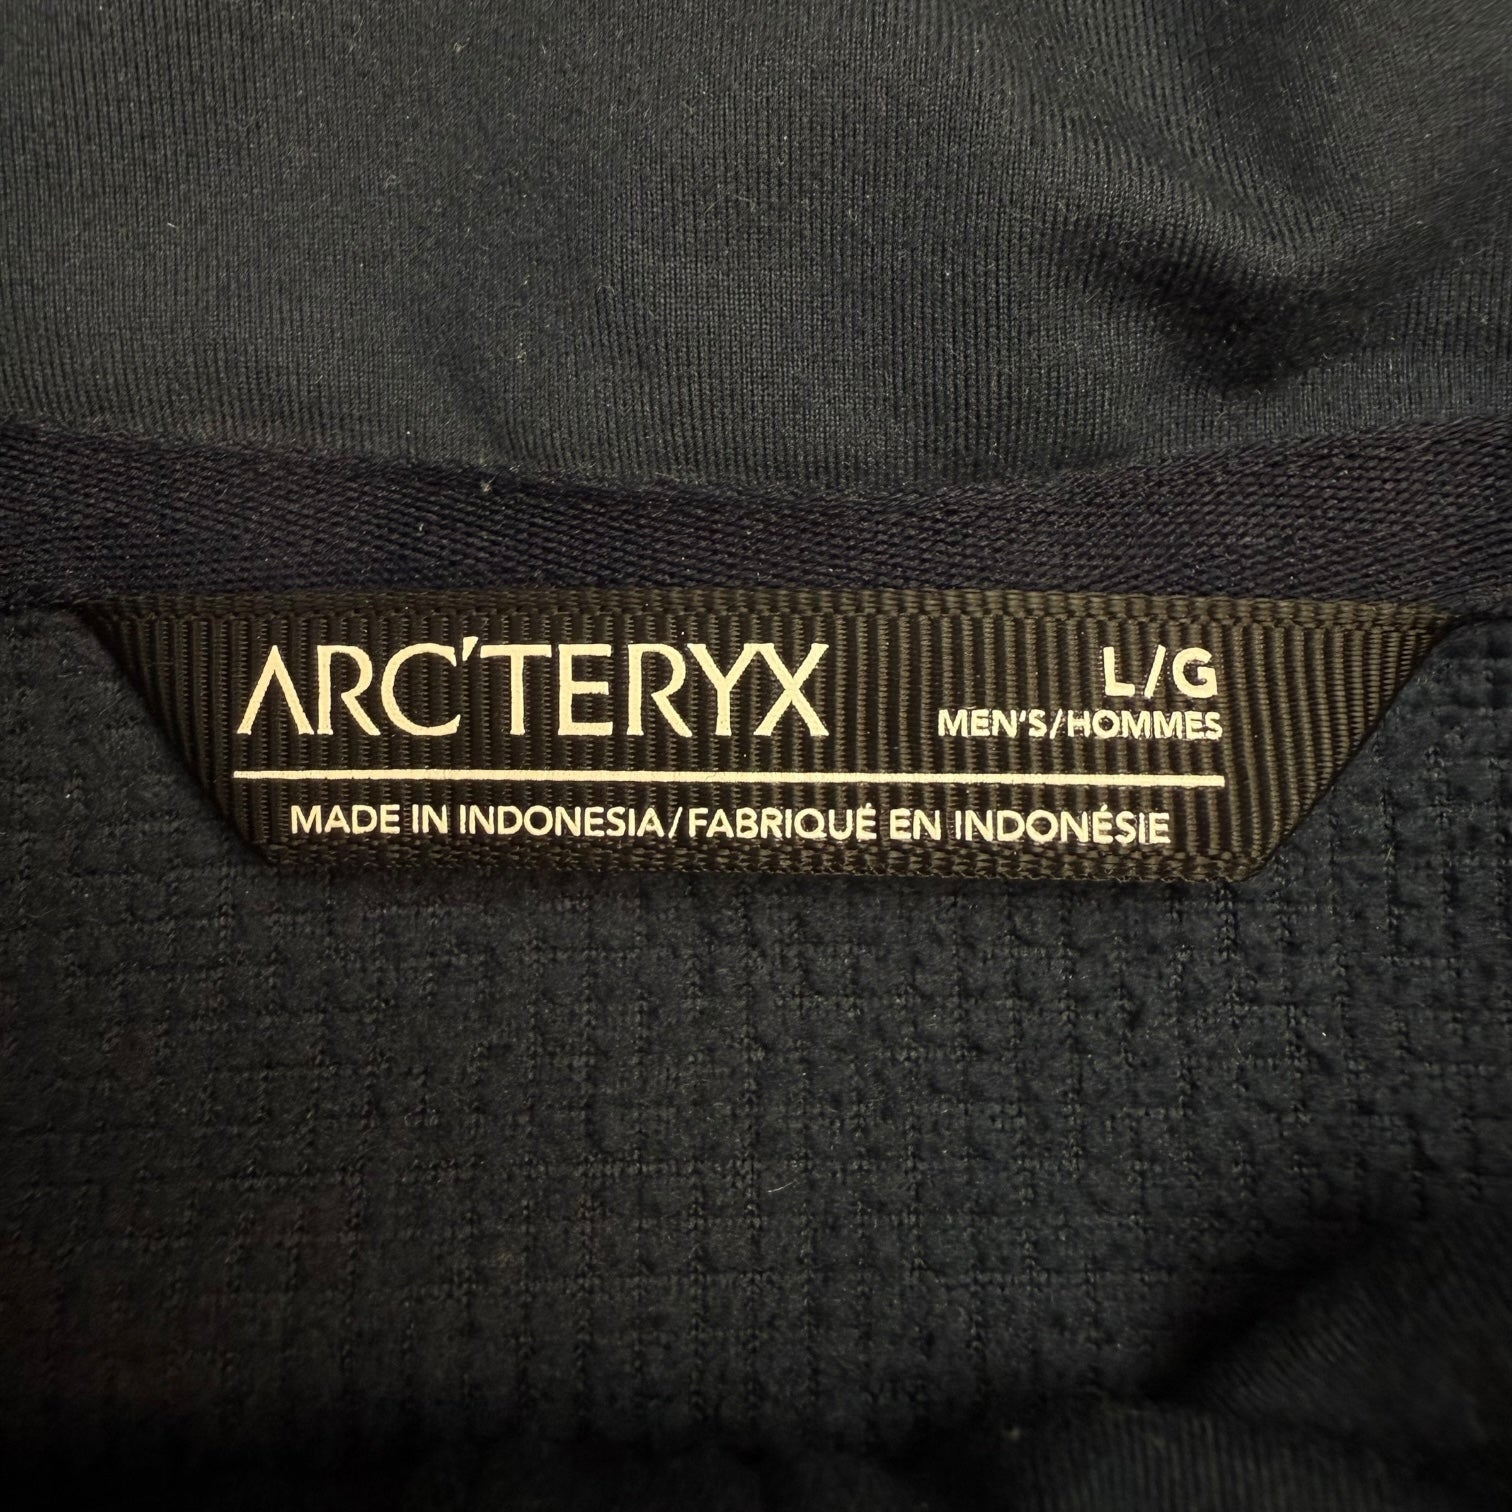 ARC'TERYX
L/G
MEN'S/HOMMES
MADE IN INDONESIA/FABRIQUÉ EN INDONÉSIE